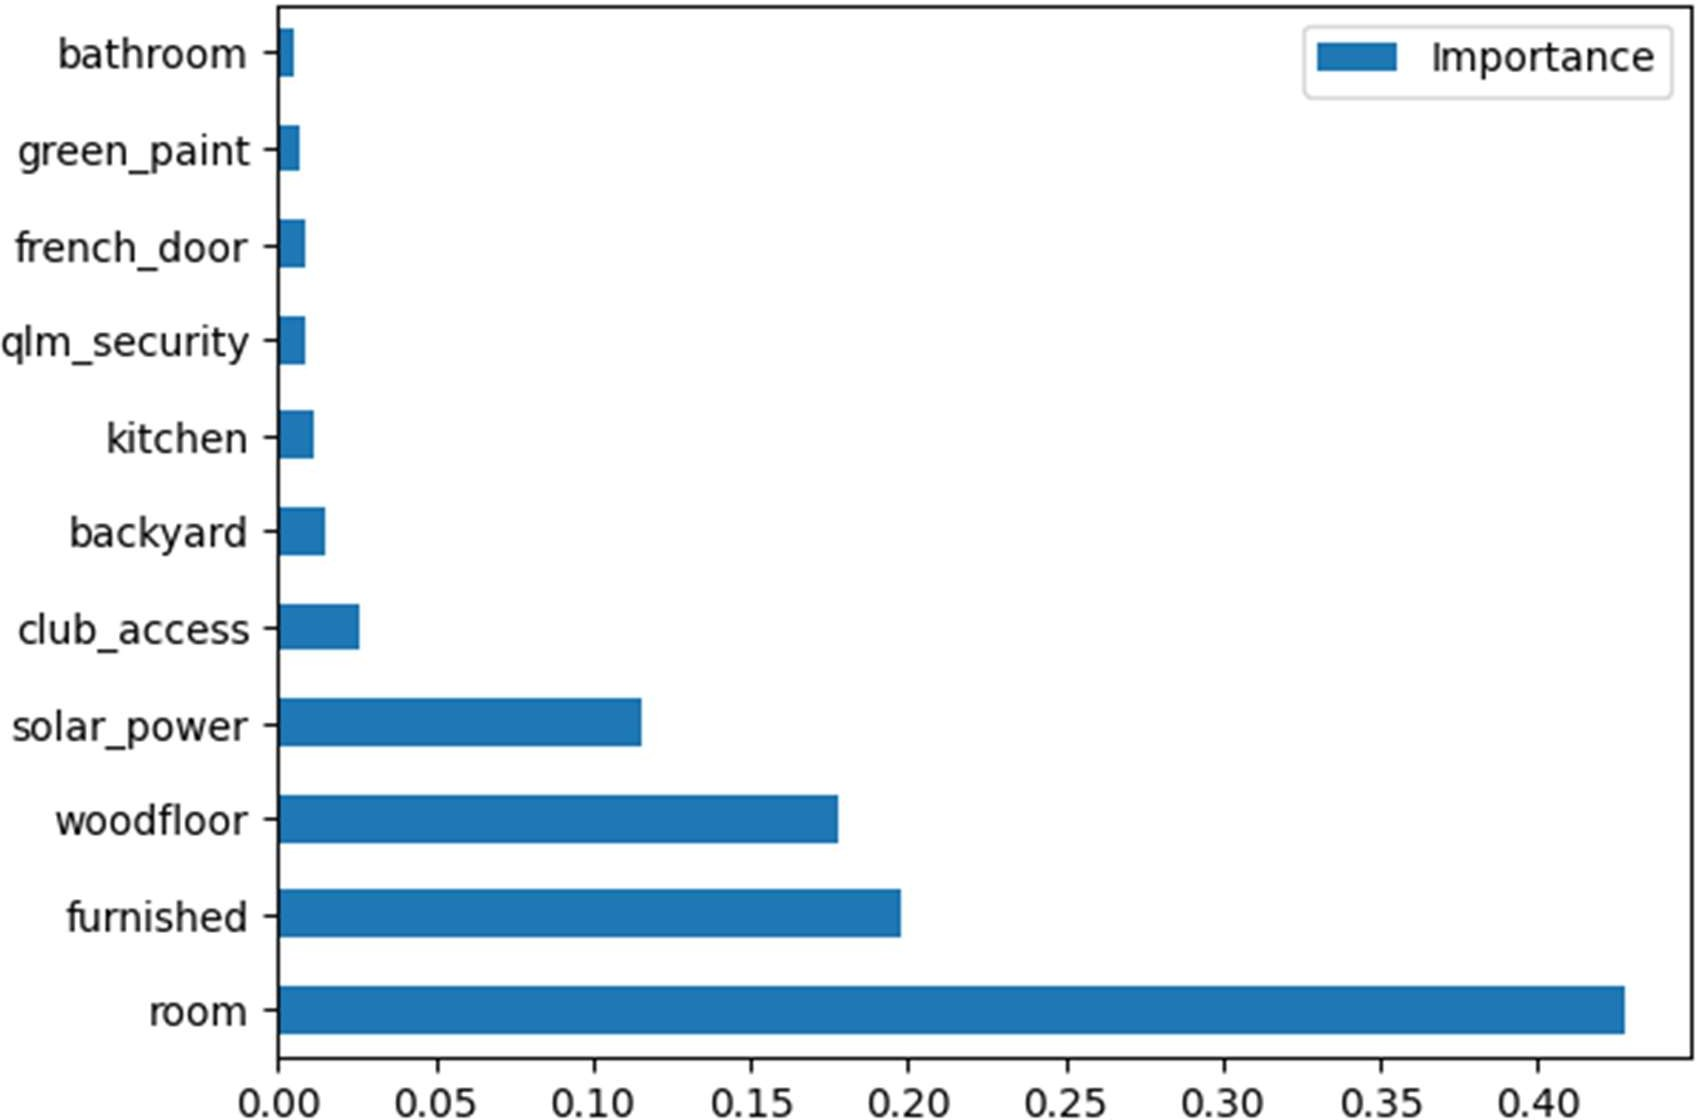 bathroom
Importance
green_paint
french_door
qlm_security
kitchen
backyard
club_access
solar_power
woodfloor
furnished
room
0.00 0.05 0.10 0.15 0.20 0.25 0.30 0.35 0.40